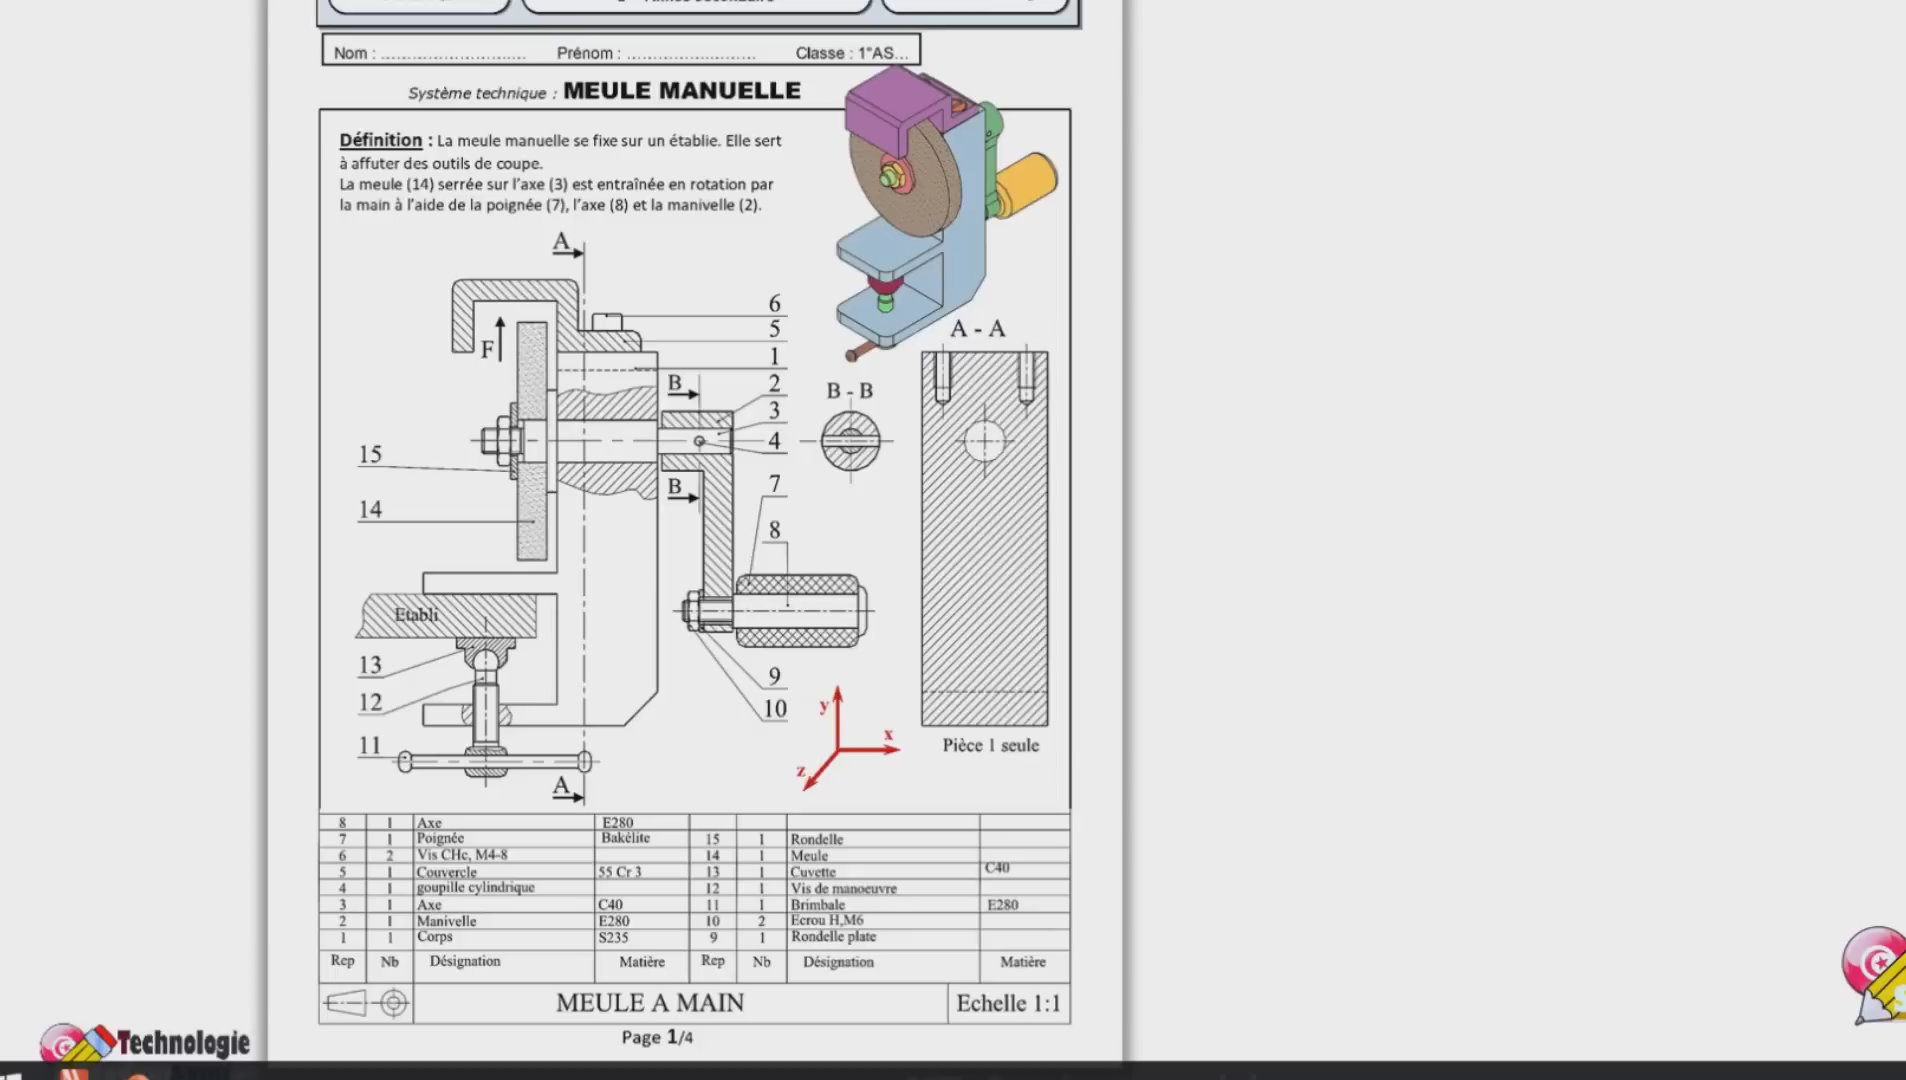 Nom : ............................ Prénom : ......................... Classe : 1°AS...
Système technique : MEULE MANUELLE
Définition : La meule manuelle se fixe sur un établie. Elle sert
à affuter des outils de coupe.
La meule (14) serrée sur l'axe (3) est entraînée en rotation par
la main à l'aide de la poignée (7), l'axe (8) et la manivelle (2).
A
6
5
A - A
F
1
B
2
B - B
3
15
4
B
7
14
8
Etabli
13
9
12
10
y
x
11
Pièce 1 seule
z
A
8 1 Axe E280
7 1 Poignée Bakélite 15 1 Rondelle
6 2 Vis CHc, M4-8 14 1 Meule
5 1 Couvercle 55 Cr 3 13 1 Cuvette C40
4 1 goupille cylindrique 12 1 Vis de manoeuvre
3 1 Axe C40 11 1 Brimbale E280
2 1 Manivelle E280 10 2 Ecrou H,M6
1 1 Corps S235 9 1 Rondelle plate
Rep Nb Désignation Matière Rep Nb Désignation Matière
MEULE A MAIN Echelle 1:1
Page 1/4
Technologie